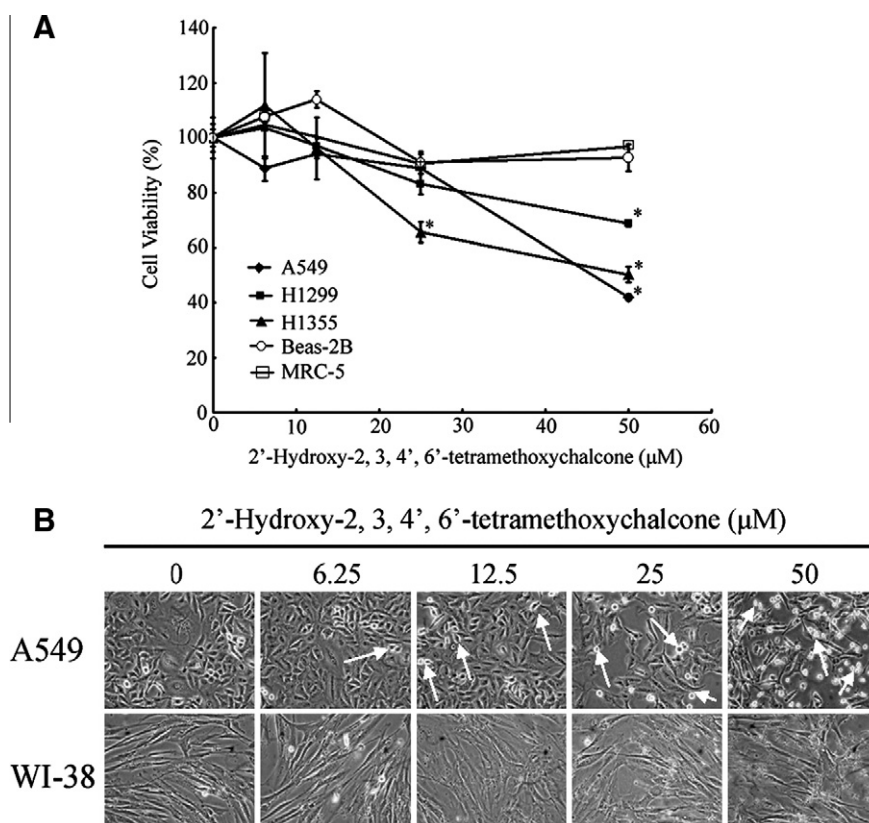 A
140
120
100
80
60
40
20
0
Cell Viability (%)
*
*
*
*
A549
H1299
H1355
Beas-2B
MRC-5
0 10 20 30 40 50 60
2’-Hydroxy-2, 3, 4’, 6’-tetramethoxychalcone (μM)
B
2’-Hydroxy-2, 3, 4’, 6’-tetramethoxychalcone (μM)
0 6.25 12.5 25 50
A549
WI-38